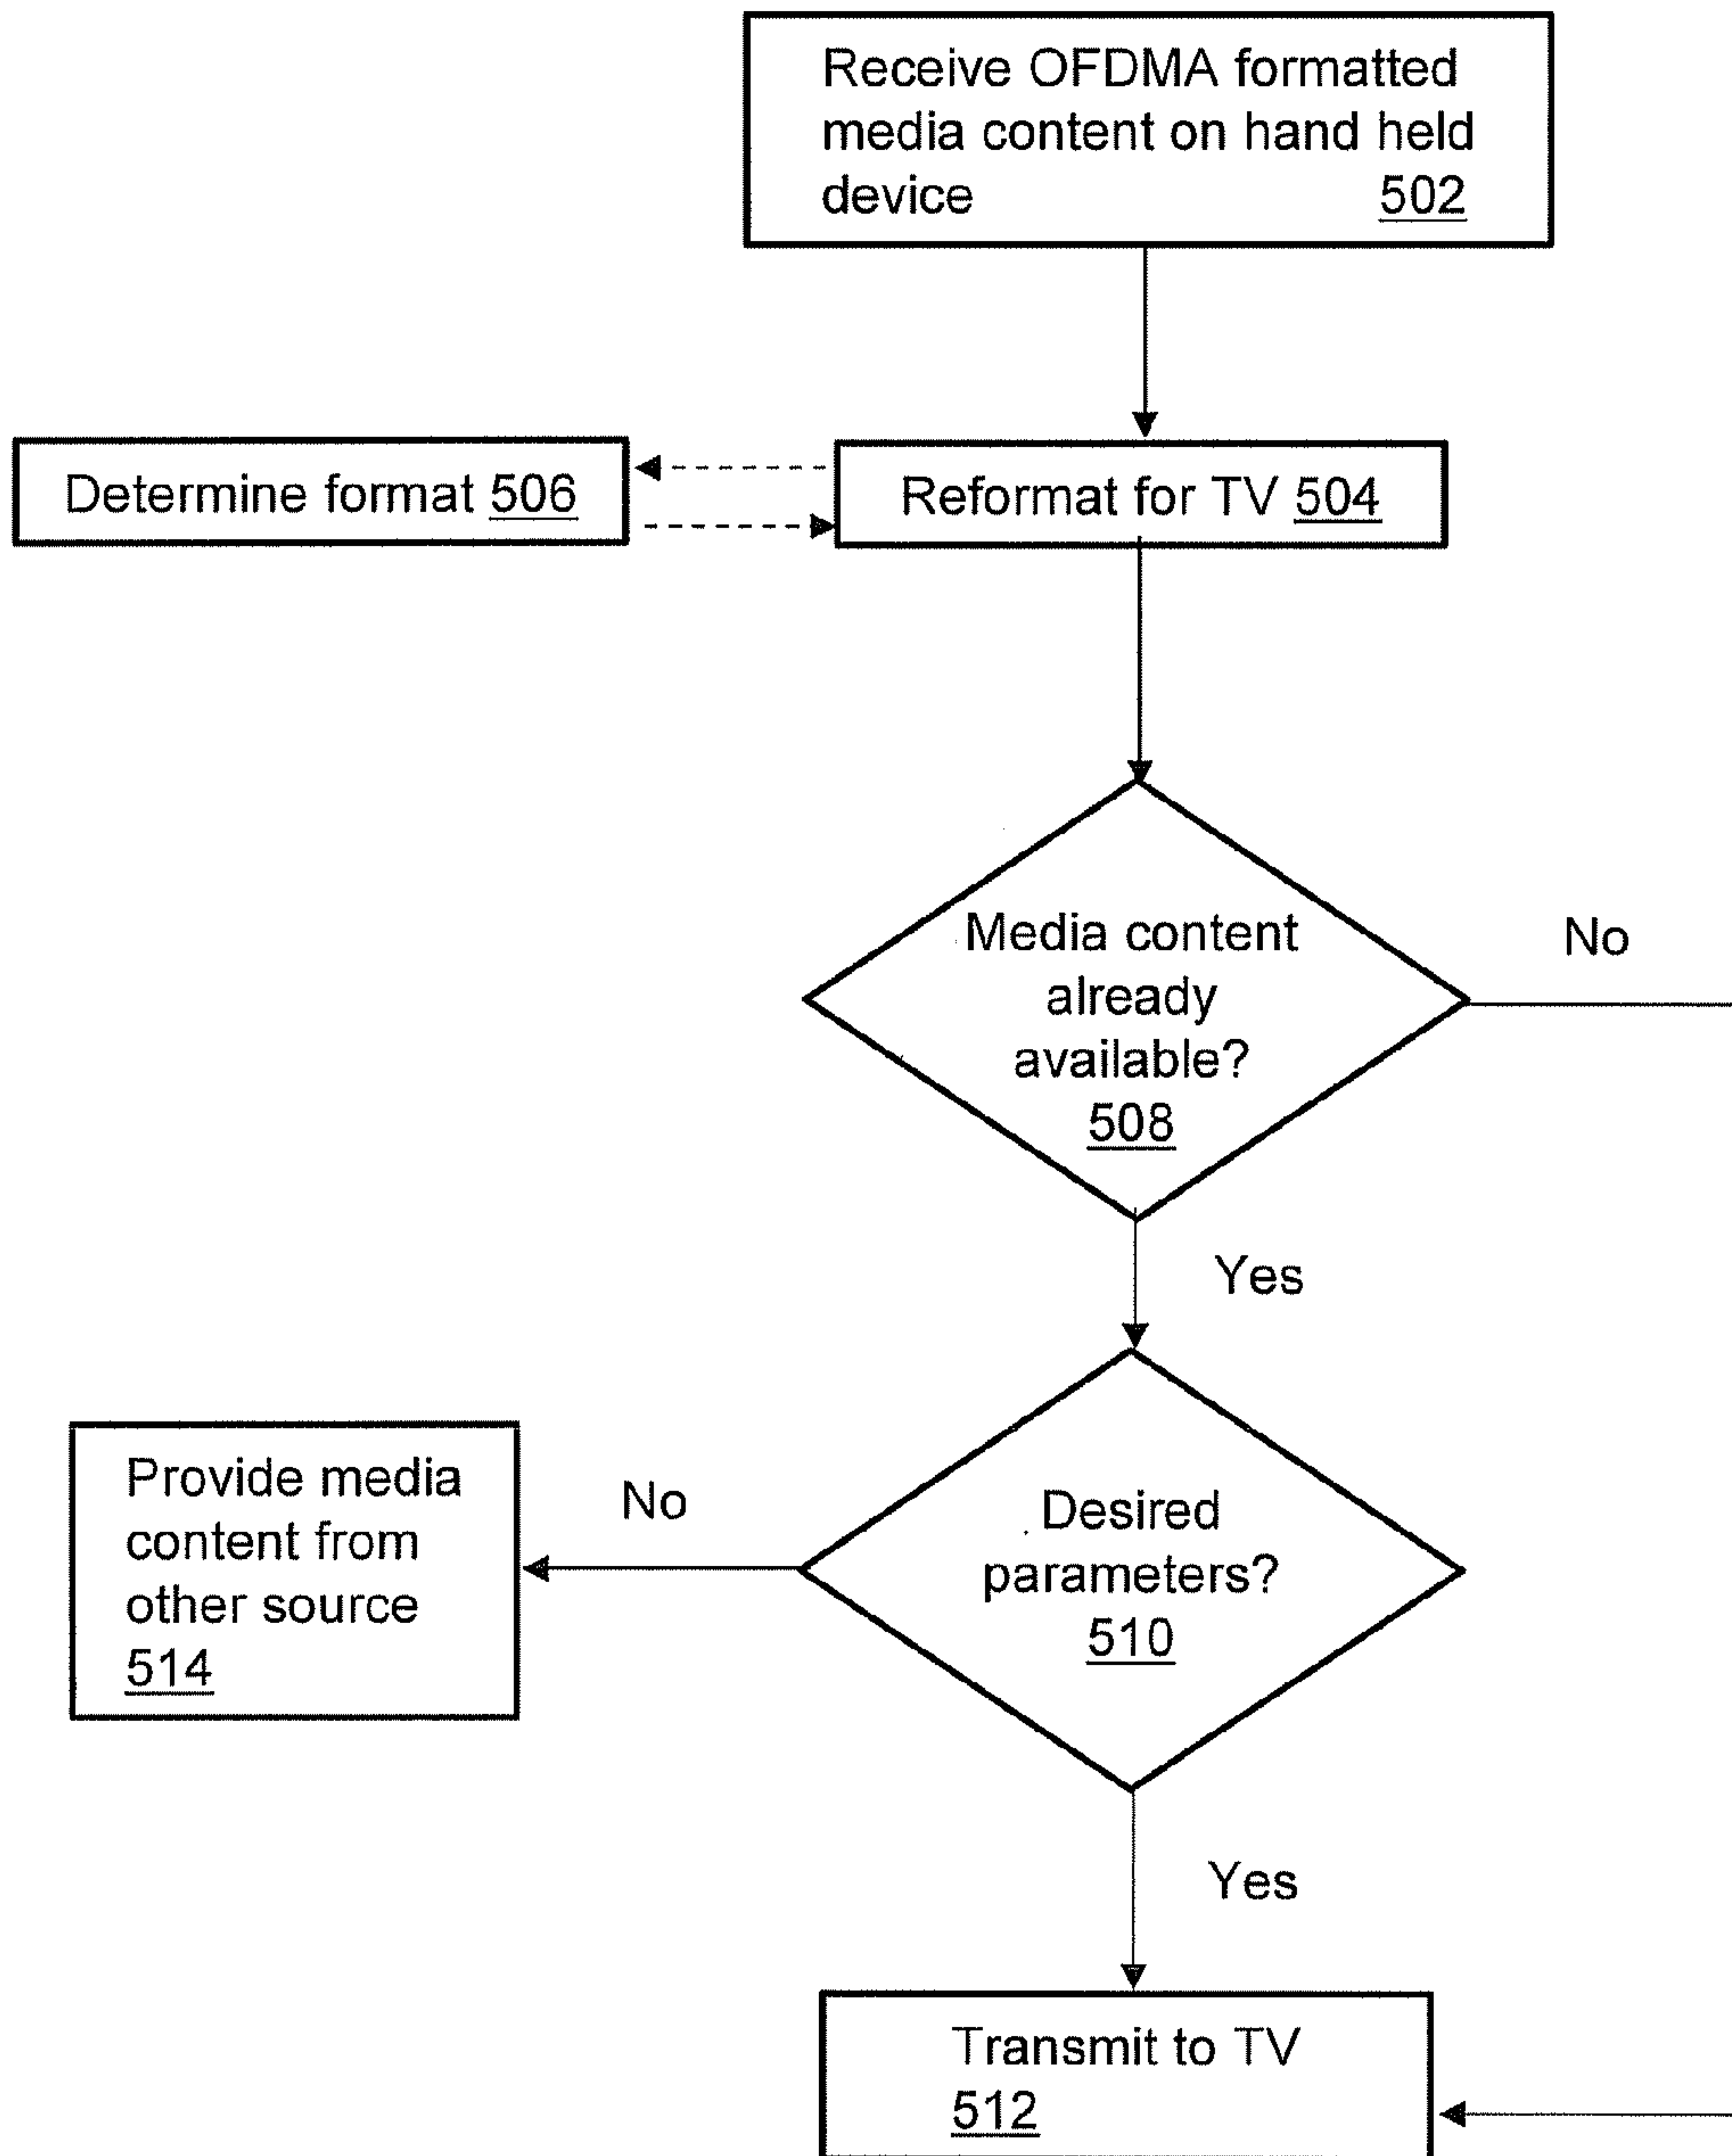 Receive OFDMA formatted
media content on hand held
device 502
Determine format 506
Reformat for TV 504
Media content
already
available?
508
No
Yes
Provide media
content from
other source
514
No
Desired
parameters?
510
Yes
Transmit to TV
512